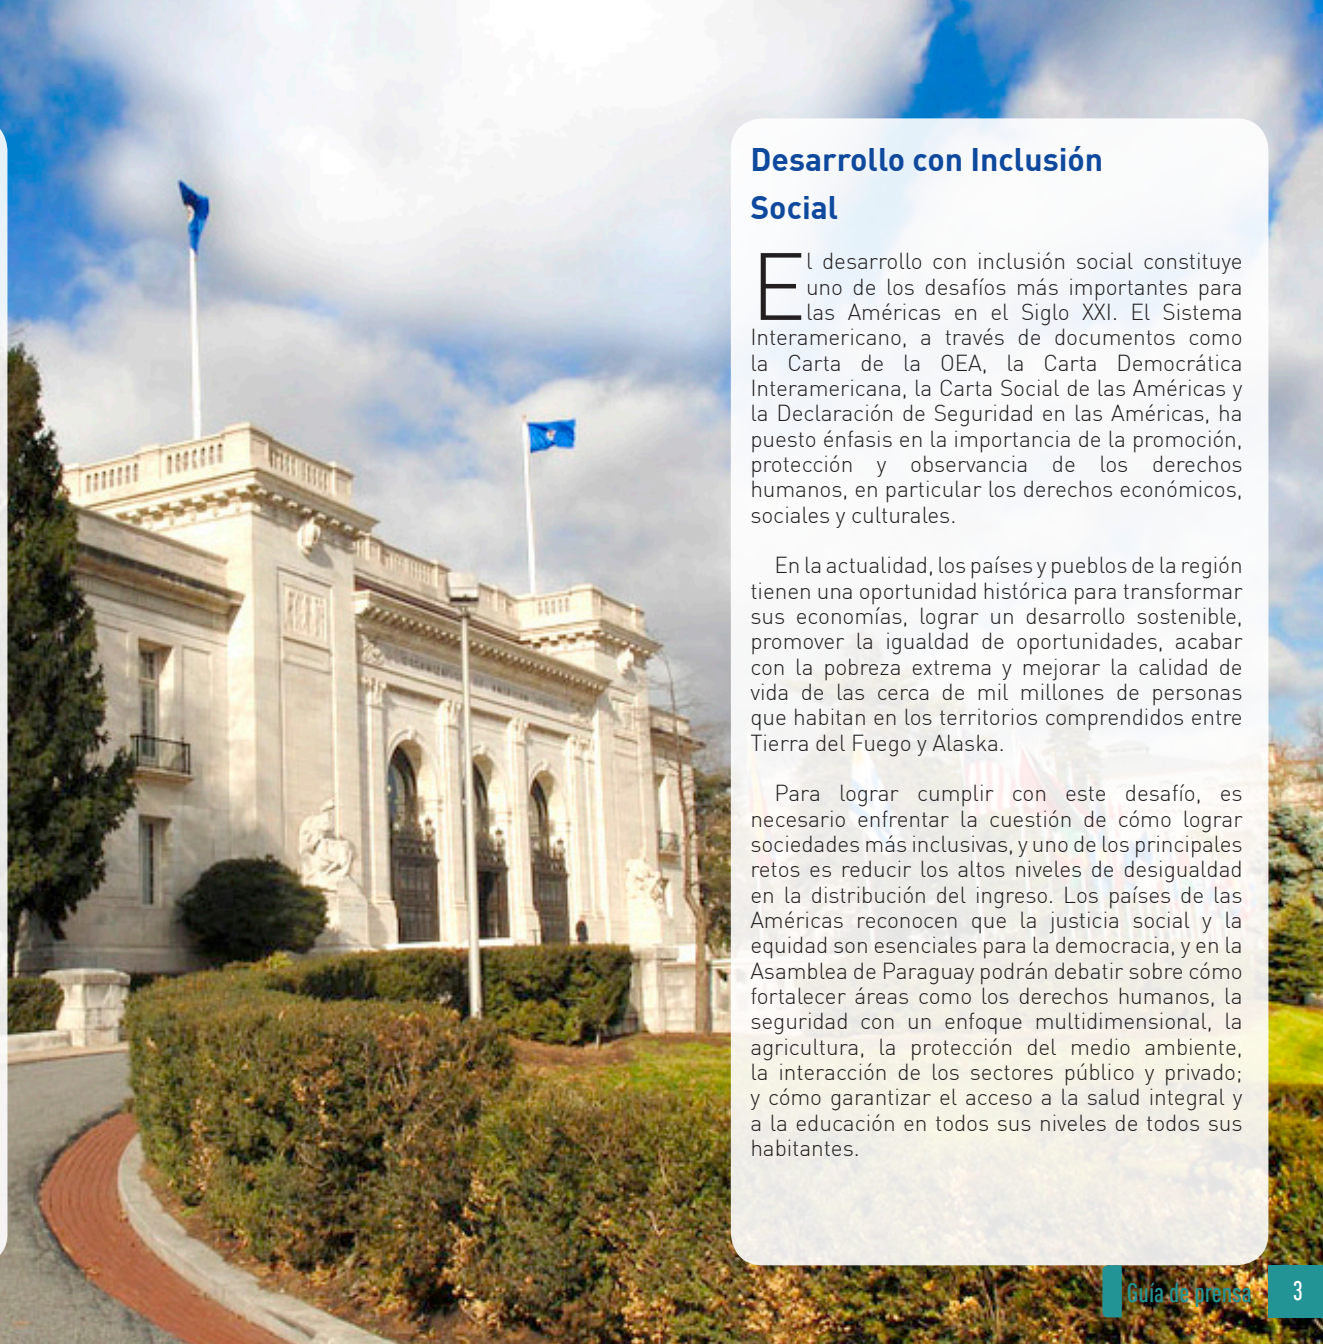 Desarrollo con Inclusión
Social
El desarrollo con inclusión social constituye
uno de los desafíos más importantes para
las Américas en el Siglo XXI. El Sistema
Interamericano, a través de documentos como
la Carta de la OEA, la Carta Democrática
Interamericana, la Carta Social de las Américas y
la Declaración de Seguridad en las Américas, ha
puesto énfasis en la importancia de la promoción,
protección y observancia de los derechos
humanos, en particular los derechos económicos,
sociales y culturales.
En la actualidad, los países y pueblos de la región
tienen una oportunidad histórica para transformar
sus economías, lograr un desarrollo sostenible,
promover la igualdad de oportunidades, acabar
con la pobreza extrema y mejorar la calidad de
vida de las cerca de mil millones de personas
que habitan en los territorios comprendidos entre
Tierra del Fuego y Alaska.
Para lograr cumplir con este desafío, es
necesario enfrentar la cuestión de cómo lograr
sociedades más inclusivas, y uno de los principales
retos es reducir los altos niveles de desigualdad
en la distribución del ingreso. Los países de las
Américas reconocen que la justicia social y la
equidad son esenciales para la democracia, y en la
Asamblea de Paraguay podrán debatir sobre cómo
fortalecer áreas como los derechos humanos, la
seguridad con un enfoque multidimensional, la
agricultura, la protección del medio ambiente,
la interacción de los sectores público y privado;
y cómo garantizar el acceso a la salud integral y
a la educación en todos sus niveles de todos sus
habitantes.
Guía de prensa 3